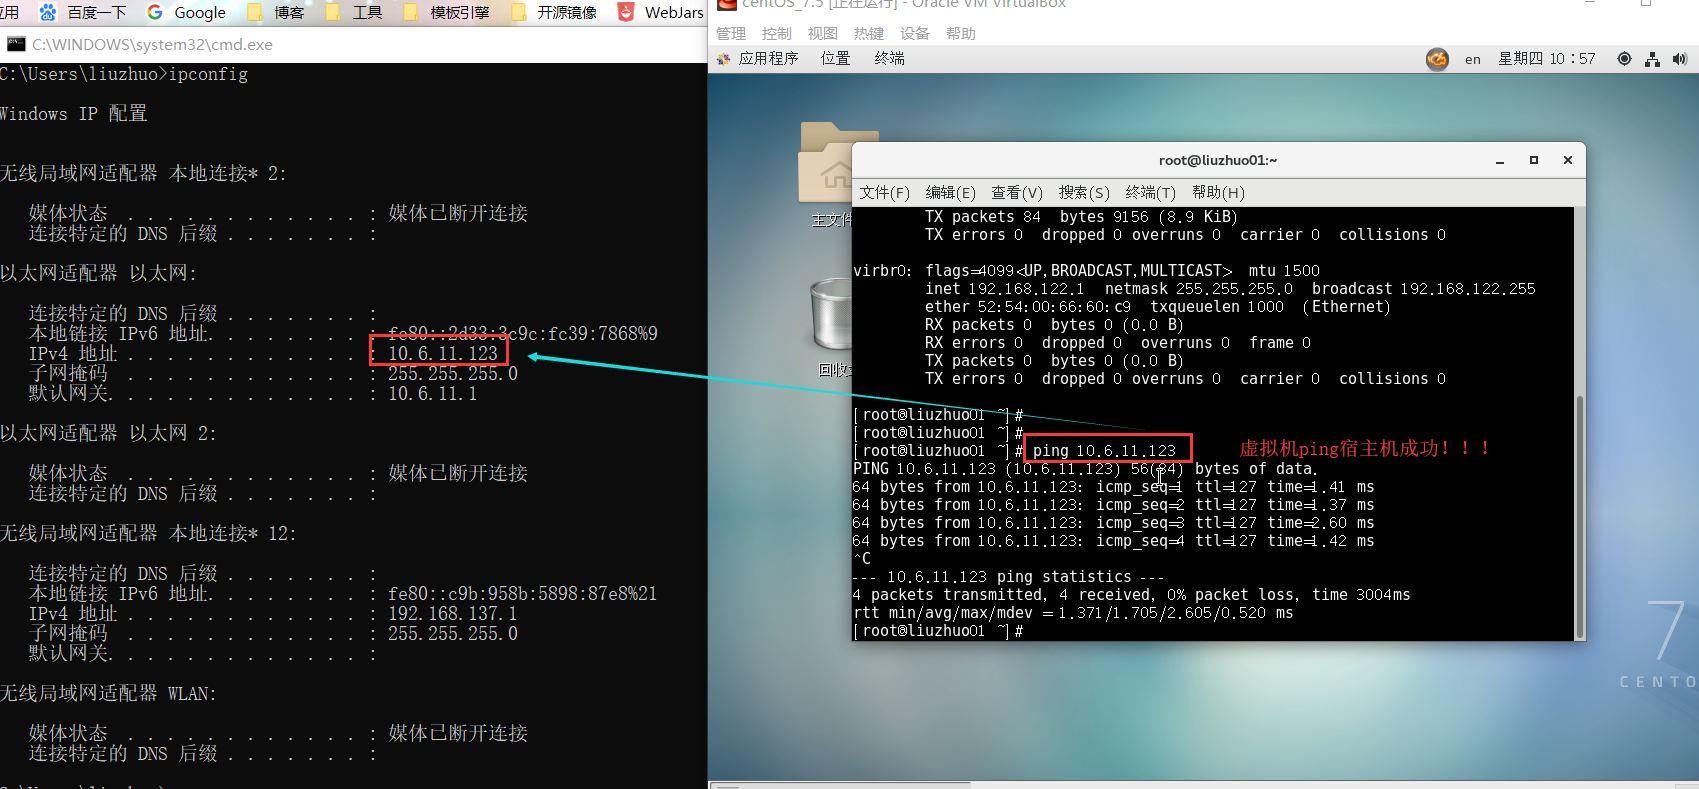 应用 百度一下 Google 博客 工具 模板引擎 开源镜像 WebJars
C:\WINDOWS\system32\cmd.exe
C:\Users\liuzhuo>ipconfig
Windows IP 配置
无线局域网适配器 本地连接* 2:
媒体状态 . . . . . . . . . . . . : 媒体已断开连接
连接特定的 DNS 后缀 . . . . . . . :
以太网适配器 以太网:
连接特定的 DNS 后缀 . . . . . . . :
本地链接 IPv6 地址. . . . . . . . : fe80::2d33:3c9c:fc39:7868%9
IPv4 地址 . . . . . . . . . . . . : 10.6.11.123
子网掩码 . . . . . . . . . . . . : 255.255.255.0
默认网关. . . . . . . . . . . . . : 10.6.11.1
以太网适配器 以太网 2:
媒体状态 . . . . . . . . . . . . : 媒体已断开连接
连接特定的 DNS 后缀 . . . . . . . :
无线局域网适配器 本地连接* 12:
连接特定的 DNS 后缀 . . . . . . . :
本地链接 IPv6 地址. . . . . . . . : fe80::c9b:958b:5898:87e8%21
IPv4 地址 . . . . . . . . . . . . : 192.168.137.1
子网掩码 . . . . . . . . . . . . : 255.255.255.0
默认网关. . . . . . . . . . . . . :
无线局域网适配器 WLAN:
媒体状态 . . . . . . . . . . . . : 媒体已断开连接
连接特定的 DNS 后缀 . . . . . . . :
centOS_7.5 [正在运行] - Oracle VM VirtualBox
管理 控制 视图 热键 设备 帮助
应用程序 位置 终端 en 星期四 10：57
主文件
回收
root@liuzhuo01:~
文件(F) 编辑(E) 查看(V) 搜索(S) 终端(T) 帮助(H)
TX packets 84 bytes 9156 (8.9 KiB)
TX errors 0 dropped 0 overruns 0 carrier 0 collisions 0
virbr0: flags=4099<UP,BROADCAST,MULTICAST> mtu 1500
inet 192.168.122.1 netmask 255.255.255.0 broadcast 192.168.122.255
ether 52:54:00:66:60:c9 txqueuelen 1000 (Ethernet)
RX packets 0 bytes 0 (0.0 B)
RX errors 0 dropped 0 overruns 0 frame 0
TX packets 0 bytes 0 (0.0 B)
TX errors 0 dropped 0 overruns 0 carrier 0 collisions 0
[root@liuzhuo01 ~]#
[root@liuzhuo01 ~]#
[root@liuzhuo01 ~]# ping 10.6.11.123
虚拟机ping宿主机成功！！！
PING 10.6.11.123 (10.6.11.123) 56(84) bytes of data.
64 bytes from 10.6.11.123: icmp_seq=1 ttl=127 time=1.41 ms
64 bytes from 10.6.11.123: icmp_seq=2 ttl=127 time=1.37 ms
64 bytes from 10.6.11.123: icmp_seq=3 ttl=127 time=2.60 ms
64 bytes from 10.6.11.123: icmp_seq=4 ttl=127 time=1.42 ms
^C
--- 10.6.11.123 ping statistics ---
4 packets transmitted, 4 received, 0% packet loss, time 3004ms
rtt min/avg/max/mdev = 1.371/1.705/2.605/0.520 ms
[root@liuzhuo01 ~]#
7
CENTO